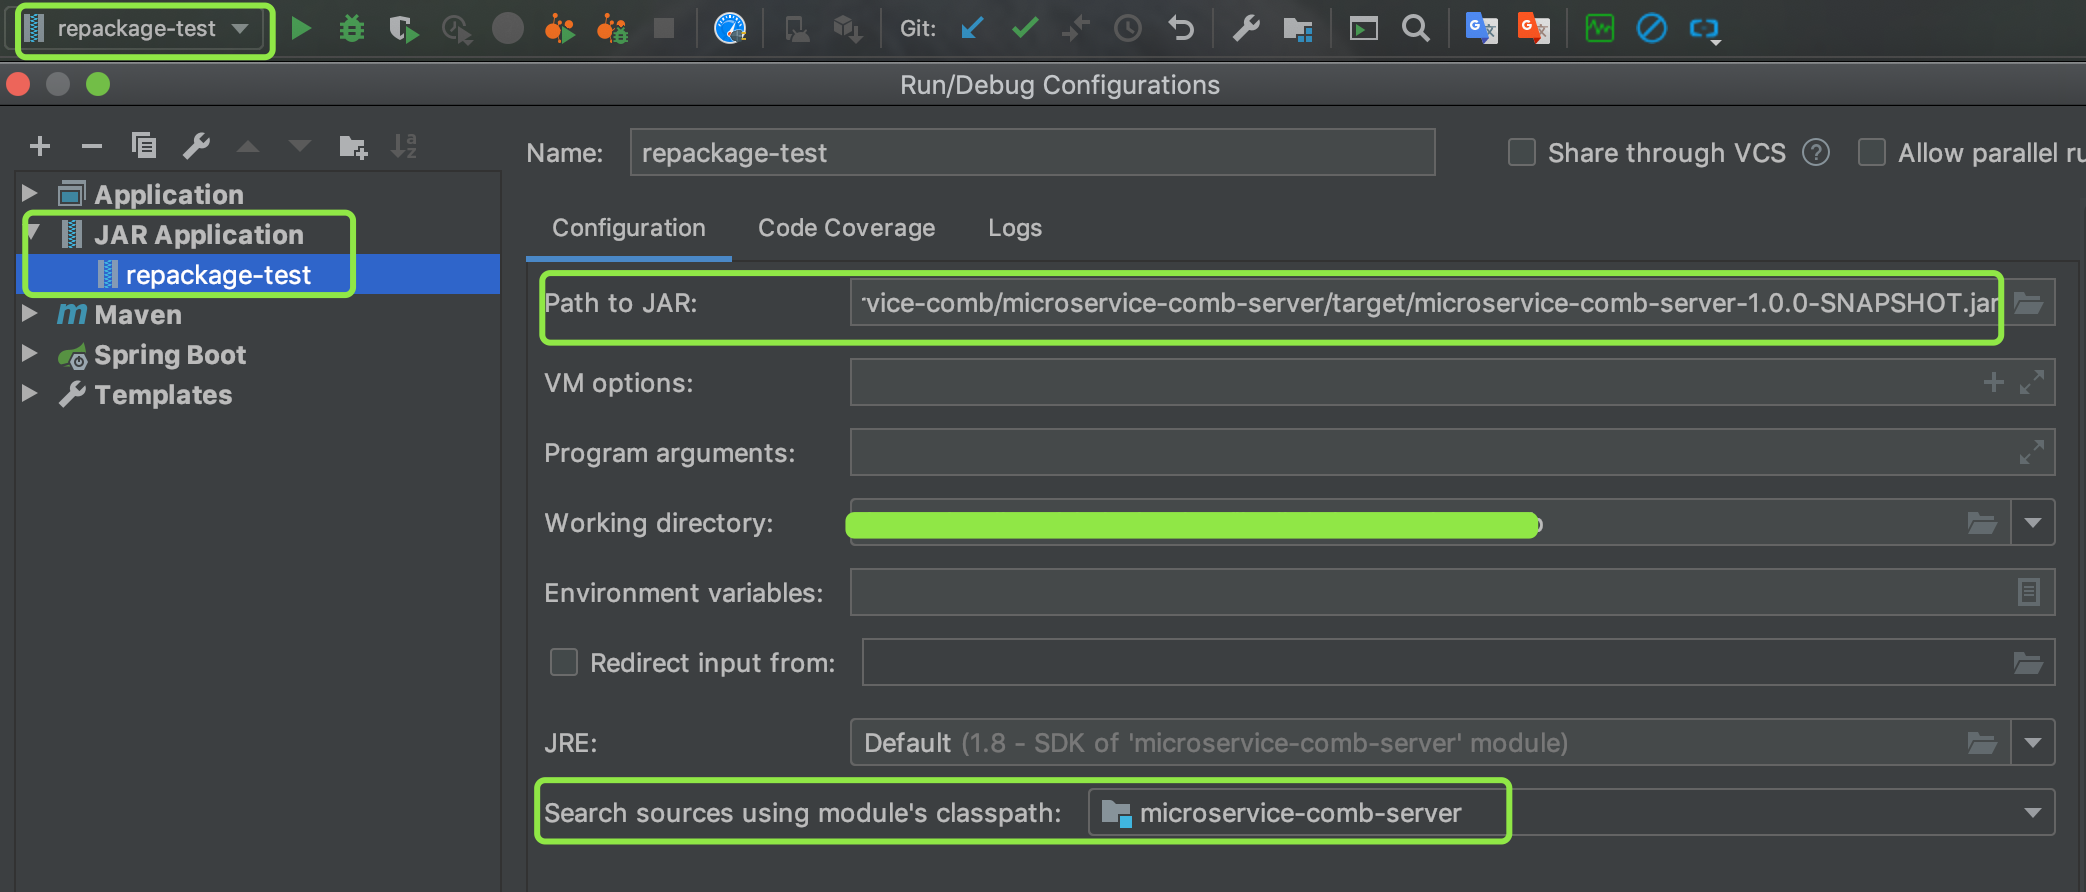 repackage-test
Git:
Run/Debug Configurations
Name: repackage-test Share through VCS ? Allow parallel ru
Application
JAR Application
repackage-test
Maven
Spring Boot
Templates
Configuration Code Coverage Logs
Path to JAR: vice-comb/microservice-comb-server/target/microservice-comb-server-1.0.0-SNAPSHOT.jar
VM options:
Program arguments:
Working directory:
Environment variables:
Redirect input from:
JRE: Default (1.8 - SDK of 'microservice-comb-server' module)
Search sources using module's classpath: microservice-comb-server